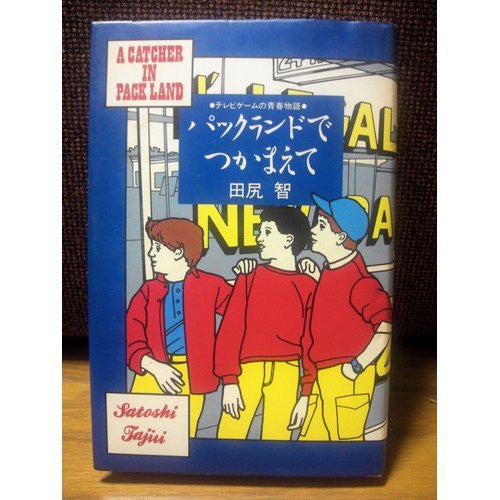 A CATCHER
IN
PACK LAND
●テレビゲームの青春物語●
パックランドで
つかまえて
田尻 智
NEW
Satoshi
Tajiri